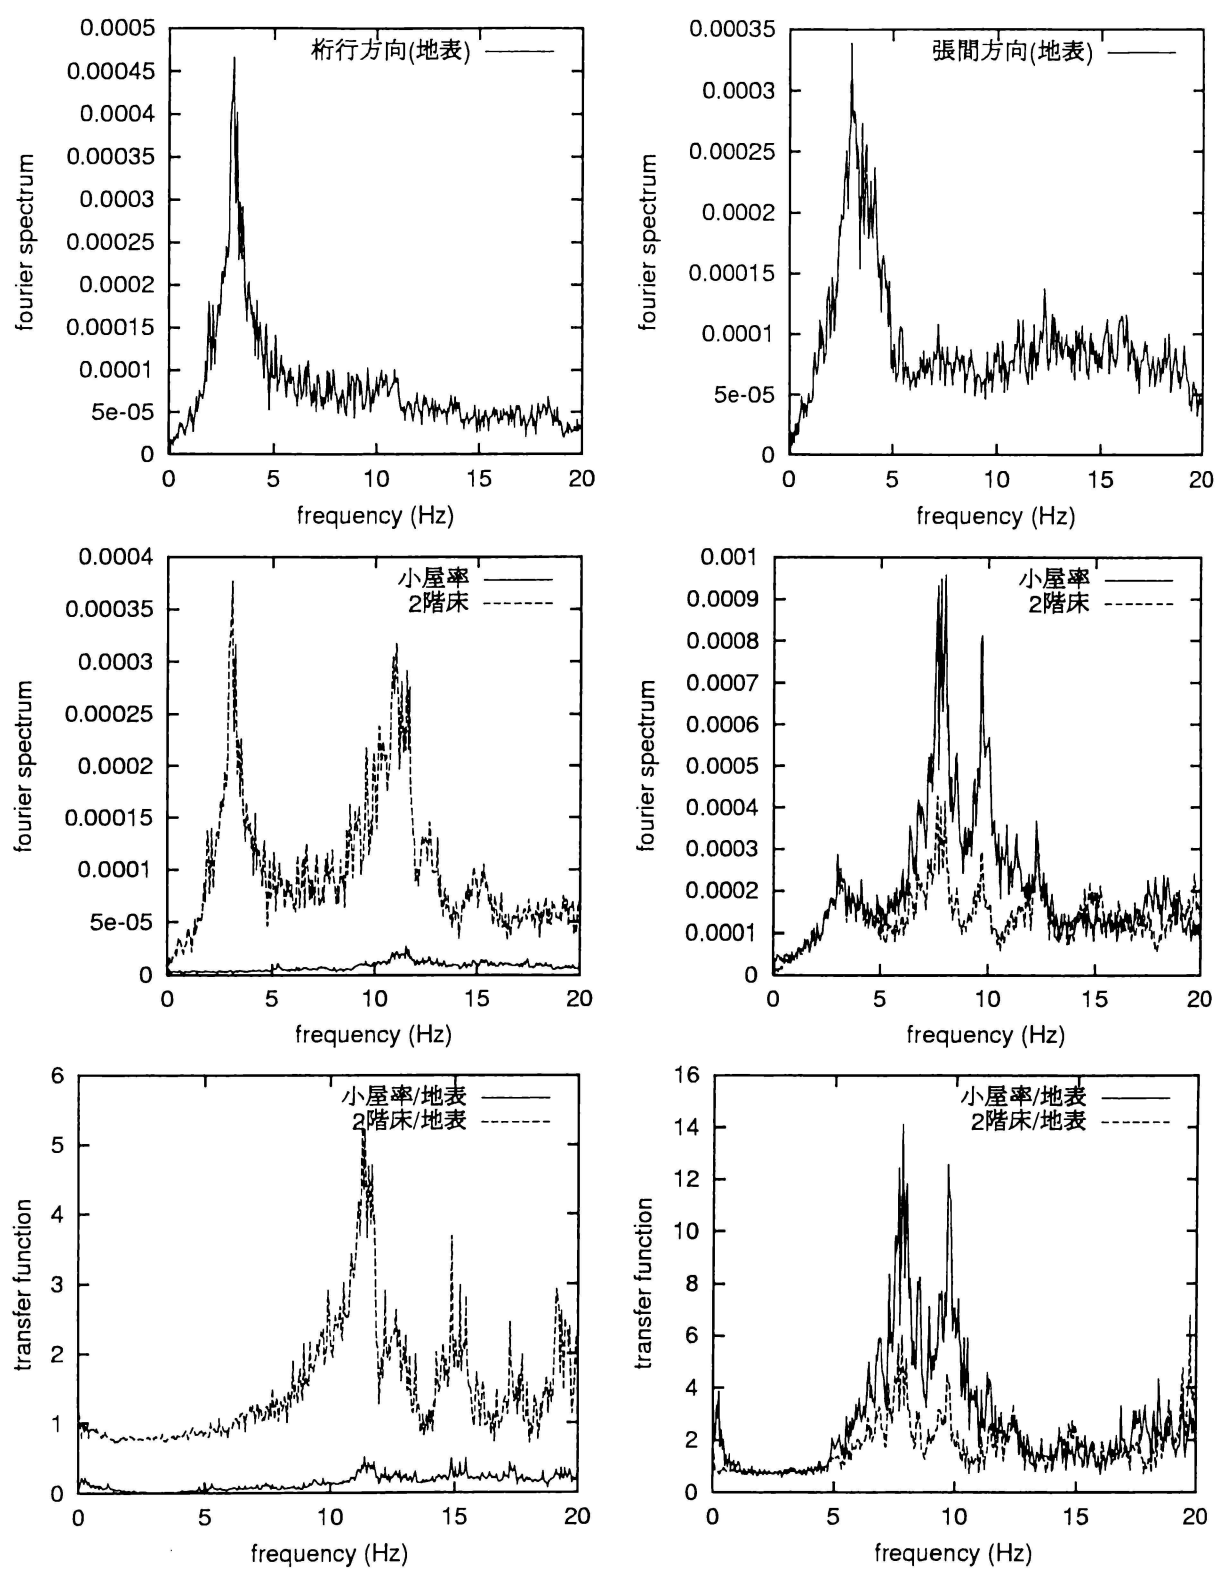 0.0005
0.00045
0.0004
0.00035
0.0003
0.00025
0.0002
0.00015
0.0001
5e-05
0
fourier spectrum
桁行方向(地表)
0 5 10 15 20
frequency (Hz)
0.00035
0.0003
0.00025
0.0002
0.00015
0.0001
5e-05
0
fourier spectrum
張間方向(地表)
0 5 10 15 20
frequency (Hz)
0.0004
0.00035
0.0003
0.00025
0.0002
0.00015
0.0001
5e-05
0
fourier spectrum
小屋率
2階床
0 5 10 15 20
frequency (Hz)
0.001
0.0009
0.0008
0.0007
0.0006
0.0005
0.0004
0.0003
0.0002
0.0001
0
fourier spectrum
小屋率
2階床
0 5 10 15 20
frequency (Hz)
6
5
4
3
2
1
0
transfer function
小屋率/地表
2階床/地表
0 5 10 15 20
frequency (Hz)
16
14
12
10
8
6
4
2
0
transfer function
小屋率/地表
2階床/地表
0 5 10 15 20
frequency (Hz)